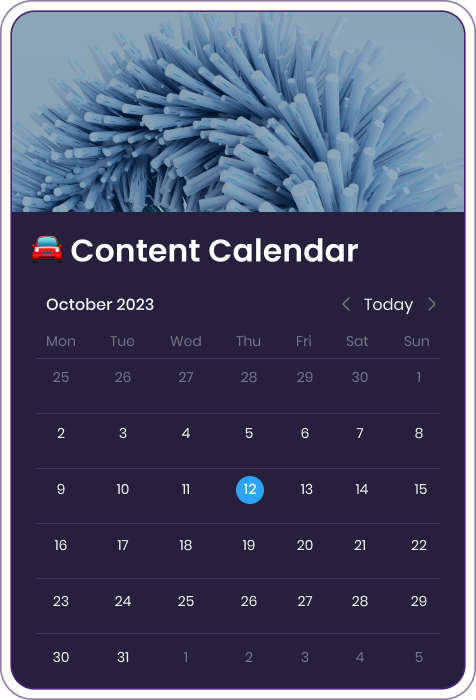 Content Calendar
October 2023
Today
Mon Tue Wed Thu Fri Sat Sun
25 26 27 28 29 30 1
2 3 4 5 6 7 8
9 10 11 12 13 14 15
16 17 18 19 20 21 22
23 24 25 26 27 28 29
30 31 1 2 3 4 5